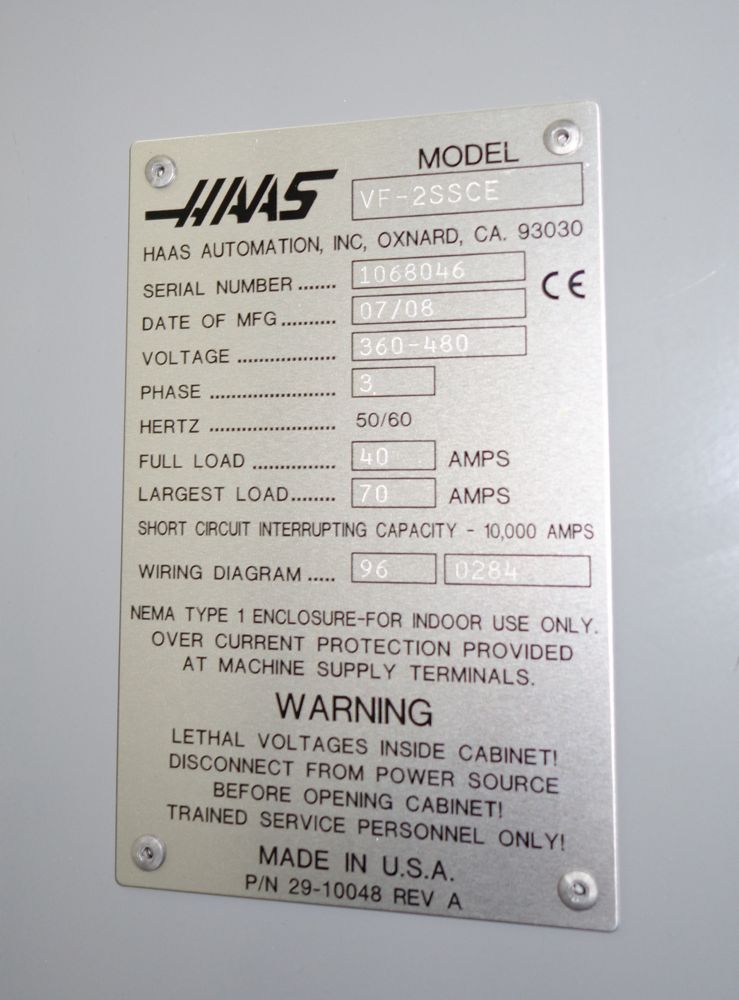 MODEL
HAAS VF-2SSCE
HAAS AUTOMATION, INC, OXNARD, CA. 93030
SERIAL NUMBER ....... 1068046 CE
DATE OF MFG.......... 07/08
VOLTAGE .................. 360-480
PHASE ....................... 3
HERTZ ....................... 50/60
FULL LOAD ............... 40 AMPS
LARGEST LOAD........ 70 AMPS
SHORT CIRCUIT INTERRUPTING CAPACITY - 10,000 AMPS
WIRING DIAGRAM ..... 96 0284
NEMA TYPE 1 ENCLOSURE-FOR INDOOR USE ONLY.
OVER CURRENT PROTECTION PROVIDED
AT MACHINE SUPPLY TERMINALS.
WARNING
LETHAL VOLTAGES INSIDE CABINET!
DISCONNECT FROM POWER SOURCE
BEFORE OPENING CABINET!
TRAINED SERVICE PERSONNEL ONLY!
MADE IN U.S.A.
P/N 29-10048 REV A